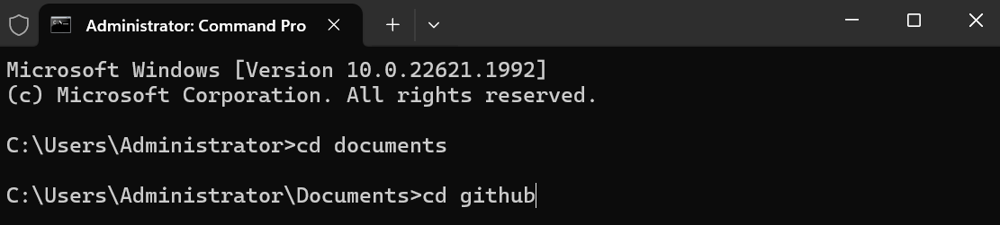 Administrator: Command Pro
Microsoft Windows [Version 10.0.22621.1992]
(c) Microsoft Corporation. All rights reserved.
C:\Users\Administrator>cd documents
C:\Users\Administrator\Documents>cd github